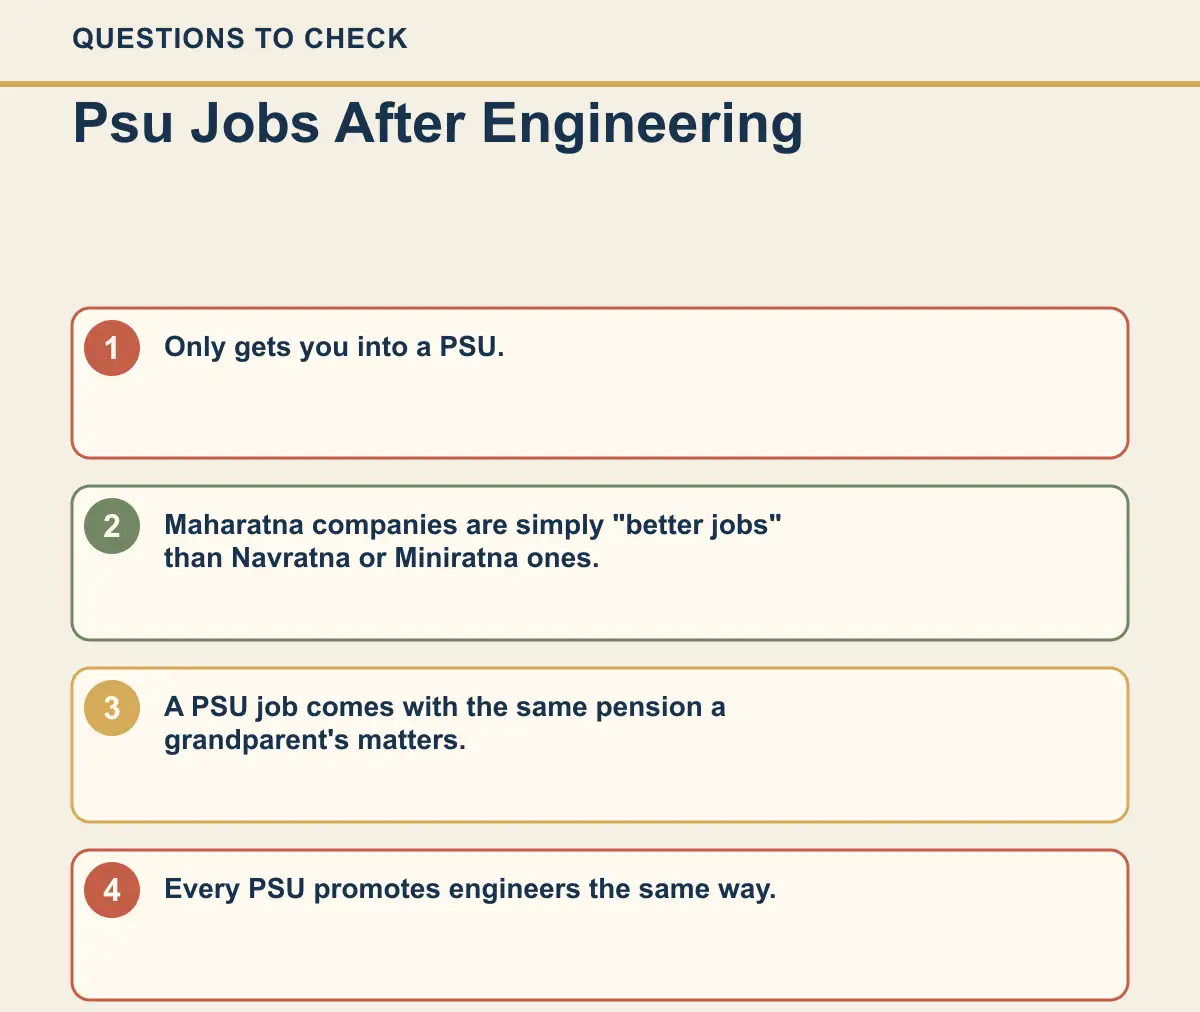 QUESTIONS TO CHECK
Psu Jobs After Engineering
1
Only gets you into a PSU.
2
Maharatna companies are simply "better jobs"
than Navratna or Miniratna ones.
3
A PSU job comes with the same pension a
grandparent's matters.
4
Every PSU promotes engineers the same way.